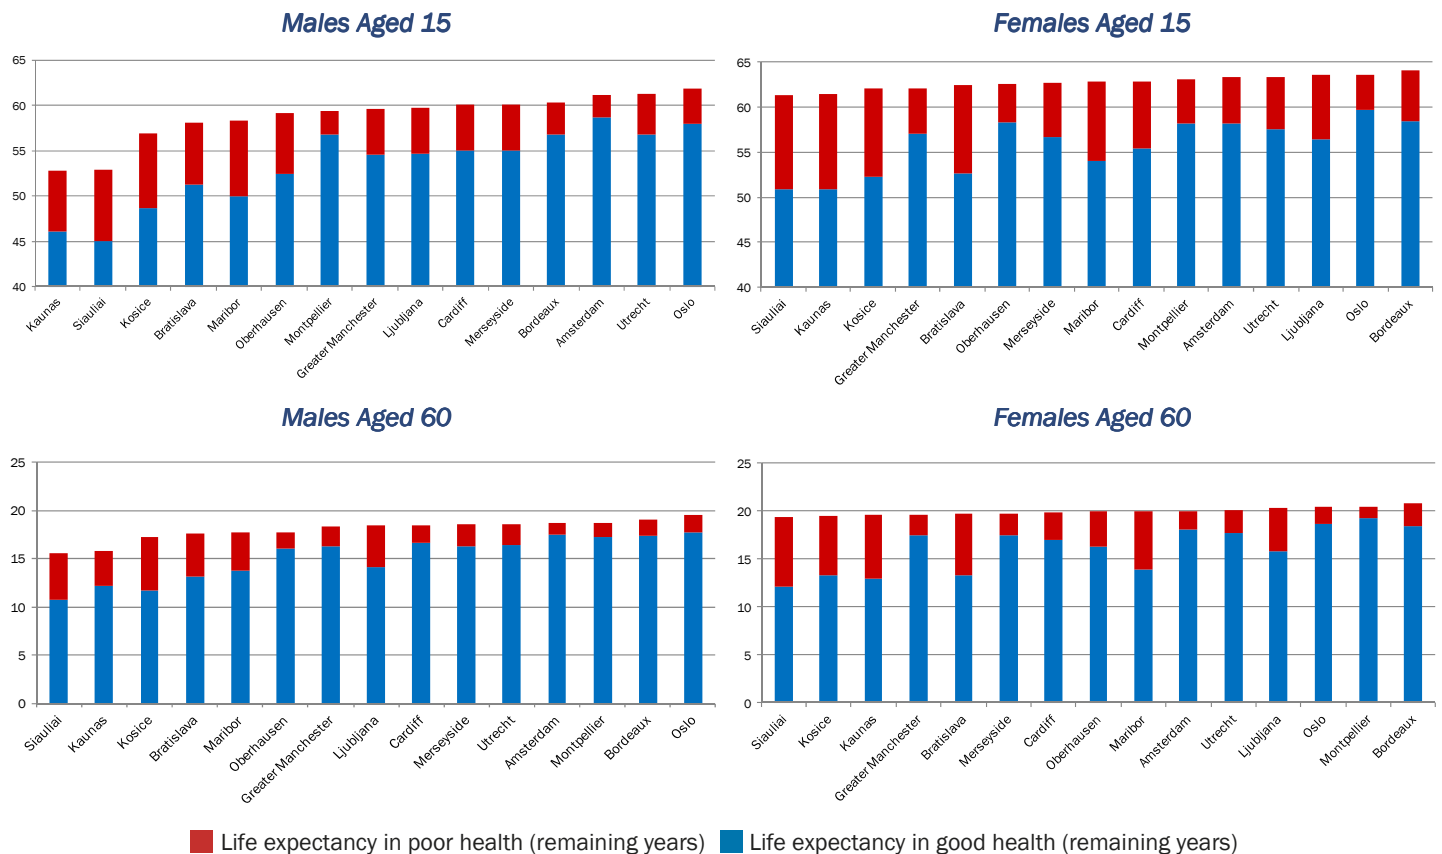 Males Aged 15
65
60
55
50
45
40
Kaunas
Siauliai
Kosice
Bratislava
Maribor
Oberhausen
Montpellier
Greater Manchester
Ljubljana
Cardiff
Merseyside
Bordeaux
Amsterdam
Utrecht
Oslo
Females Aged 15
65
60
55
50
45
40
Siauliai
Kaunas
Kosice
Greater Manchester
Bratislava
Oberhausen
Merseyside
Maribor
Cardiff
Montpellier
Amsterdam
Utrecht
Ljubljana
Oslo
Bordeaux
Males Aged 60
25
20
15
10
5
0
Siauliai
Kaunas
Kosice
Bratislava
Maribor
Oberhausen
Greater Manchester
Ljubljana
Cardiff
Merseyside
Utrecht
Amsterdam
Montpellier
Bordeaux
Oslo
Females Aged 60
25
20
15
10
5
0
Siauliai
Kosice
Kaunas
Greater Manchester
Bratislava
Merseyside
Cardiff
Oberhausen
Maribor
Amsterdam
Utrecht
Ljubljana
Oslo
Montpellier
Bordeaux
Life expectancy in poor health (remaining years)
Life expectancy in good health (remaining years)